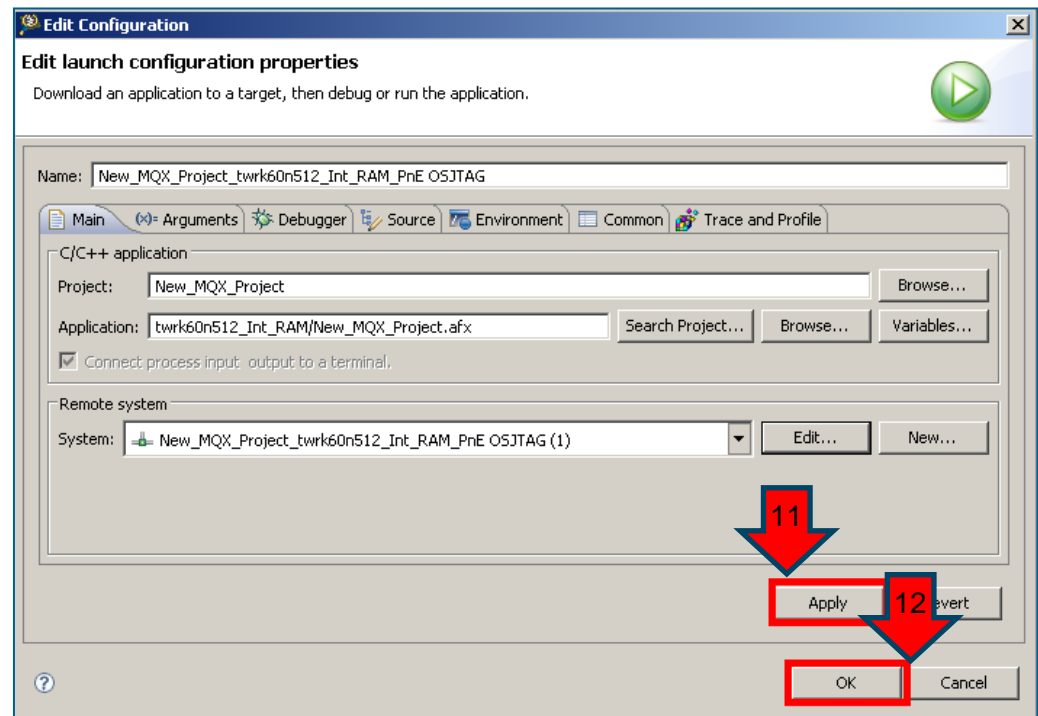 Edit Configuration
Edit launch configuration properties
Download an application to a target, then debug or run the application.
Name: New_MQX_Project_twrk60n512_Int_RAM_PnE OSJTAG
Main (x)= Arguments Debugger Source Environment Common Trace and Profile
C/C++ application
Project: New_MQX_Project Browse...
Application: twrk60n512_Int_RAM/New_MQX_Project.afx Search Project... Browse... Variables...
Connect process input output to a terminal.
Remote system
System: New_MQX_Project_twrk60n512_Int_RAM_PnE OSJTAG (1) Edit... New...
11
Apply 12 evert
OK Cancel